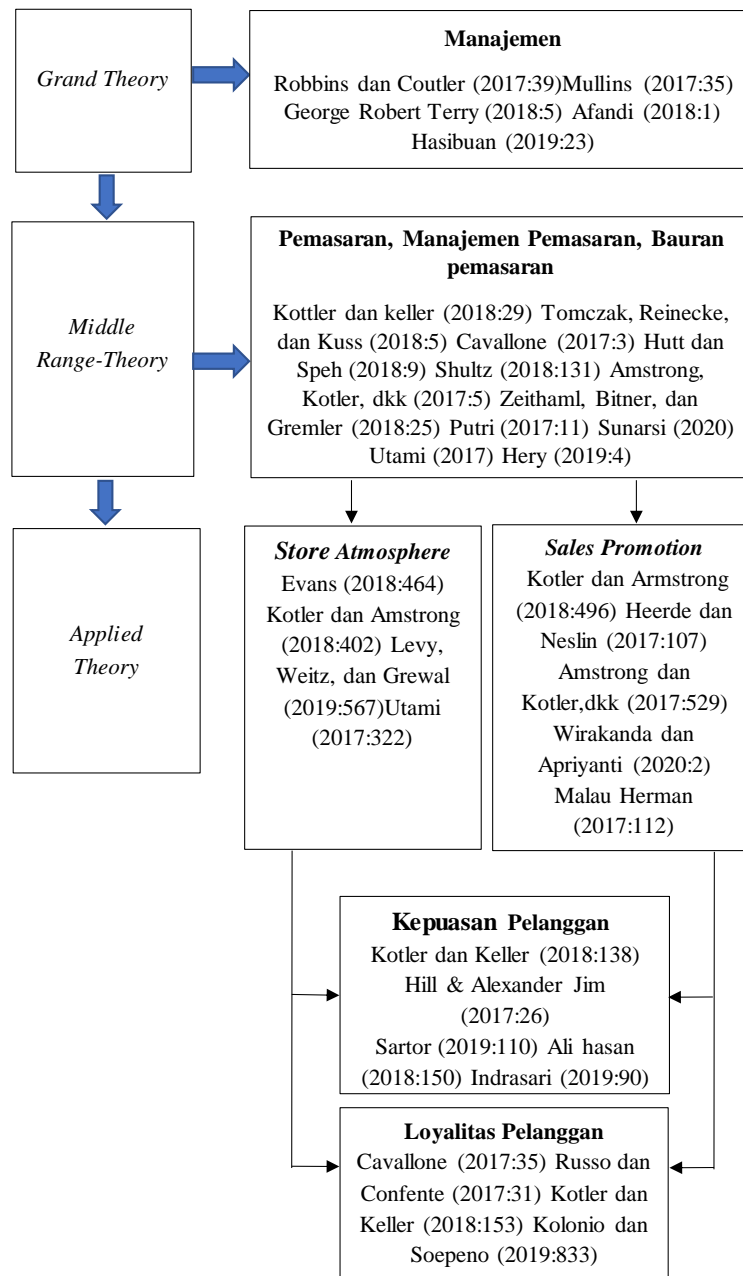 Grand Theory
Manajemen
Robbins dan Coutler (2017:39)Mullins (2017:35)
George Robert Terry (2018:5) Afandi (2018:1)
Hasibuan (2019:23)
Middle
Range-Theory
Pemasaran, Manajemen Pemasaran, Bauran
pemasaran
Kottler dan keller (2018:29) Tomczak, Reinecke,
dan Kuss (2018:5) Cavallone (2017:3) Hutt dan
Speh (2018:9) Shultz (2018:131) Amstrong,
Kotler, dkk (2017:5) Zeithaml, Bitner, dan
Gremler (2018:25) Putri (2017:11) Sunarsi (2020)
Utami (2017) Hery (2019:4)
Applied
Theory
Store Atmosphere
Evans (2018:464)
Kotler dan Amstrong
(2018:402) Levy,
Weitz, dan Grewal
(2019:567)Utami
(2017:322)
Sales Promotion
Kotler dan Armstrong
(2018:496) Heerde dan
Neslin (2017:107)
Amstrong dan
Kotler,dkk (2017:529)
Wirakanda dan
Apriyanti (2020:2)
Malau Herman
(2017:112)
Kepuasan Pelanggan
Kotler dan Keller (2018:138)
Hill & Alexander Jim
(2017:26)
Sartor (2019:110) Ali hasan
(2018:150) Indrasari (2019:90)
Loyalitas Pelanggan
Cavallone (2017:35) Russo dan
Confente (2017:31) Kotler dan
Keller (2018:153) Kolonio dan
Soepeno (2019:833)